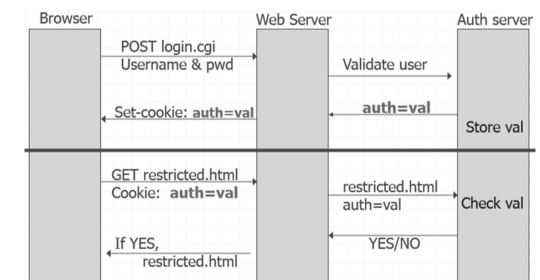 Browser
Web Server
Auth server
POST login.cgi
Username & pwd
Validate user
Set-cookie: auth=val
auth=val
Store val
GET restricted.html
Cookie: auth=val
restricted.html
auth=val
Check val
YES/NO
If YES,
restricted.html